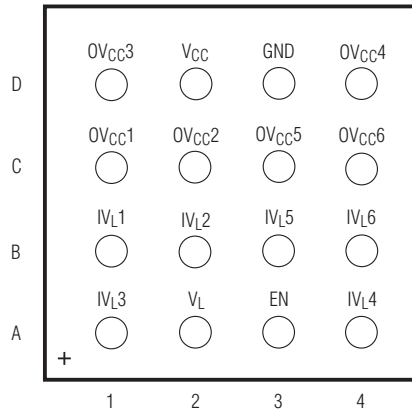 OVCC3 VCC GND OVCC4
D
OVCC1 OVCC2 OVCC5 OVCC6
C
IVL1 IVL2 IVL5 IVL6
B
IVL3 VL EN IVL4
A
+
1 2 3 4